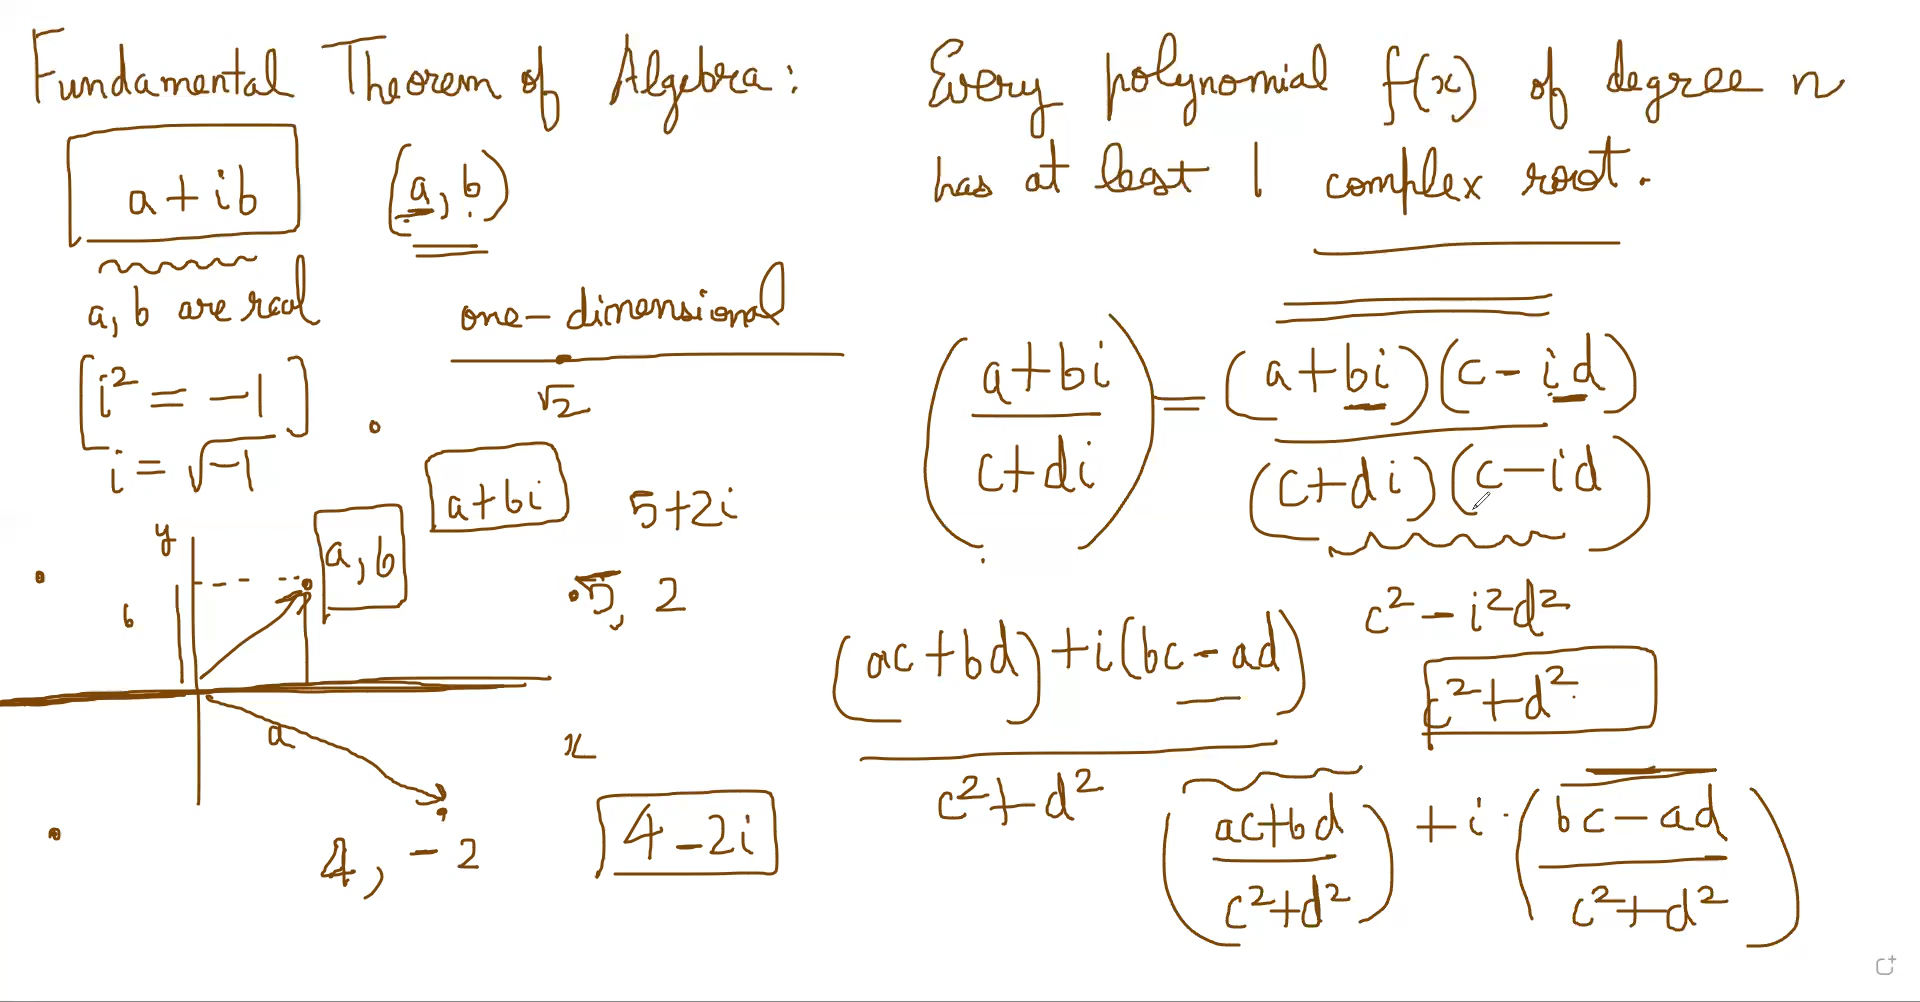 Fundamental Theorem of Algebra: Every polynomial f(x) of degree n
has at least 1 complex root.
a+ib
(a, b)
a, b are real
one-dimensional
√2
[i² = -1]
i = √-1
a+bi
5+2i
5, 2
y
a, b
b
a
x
4, -2
4-2i
(a+bi / c+di) = (a+bi)(c-id) / (c+di)(c-id)
c² - i²d²
c²+d²
(ac+bd)+i(bc-ad) / c²+d²
(ac+bd / c²+d²) + i·(bc-ad / c²+d²)